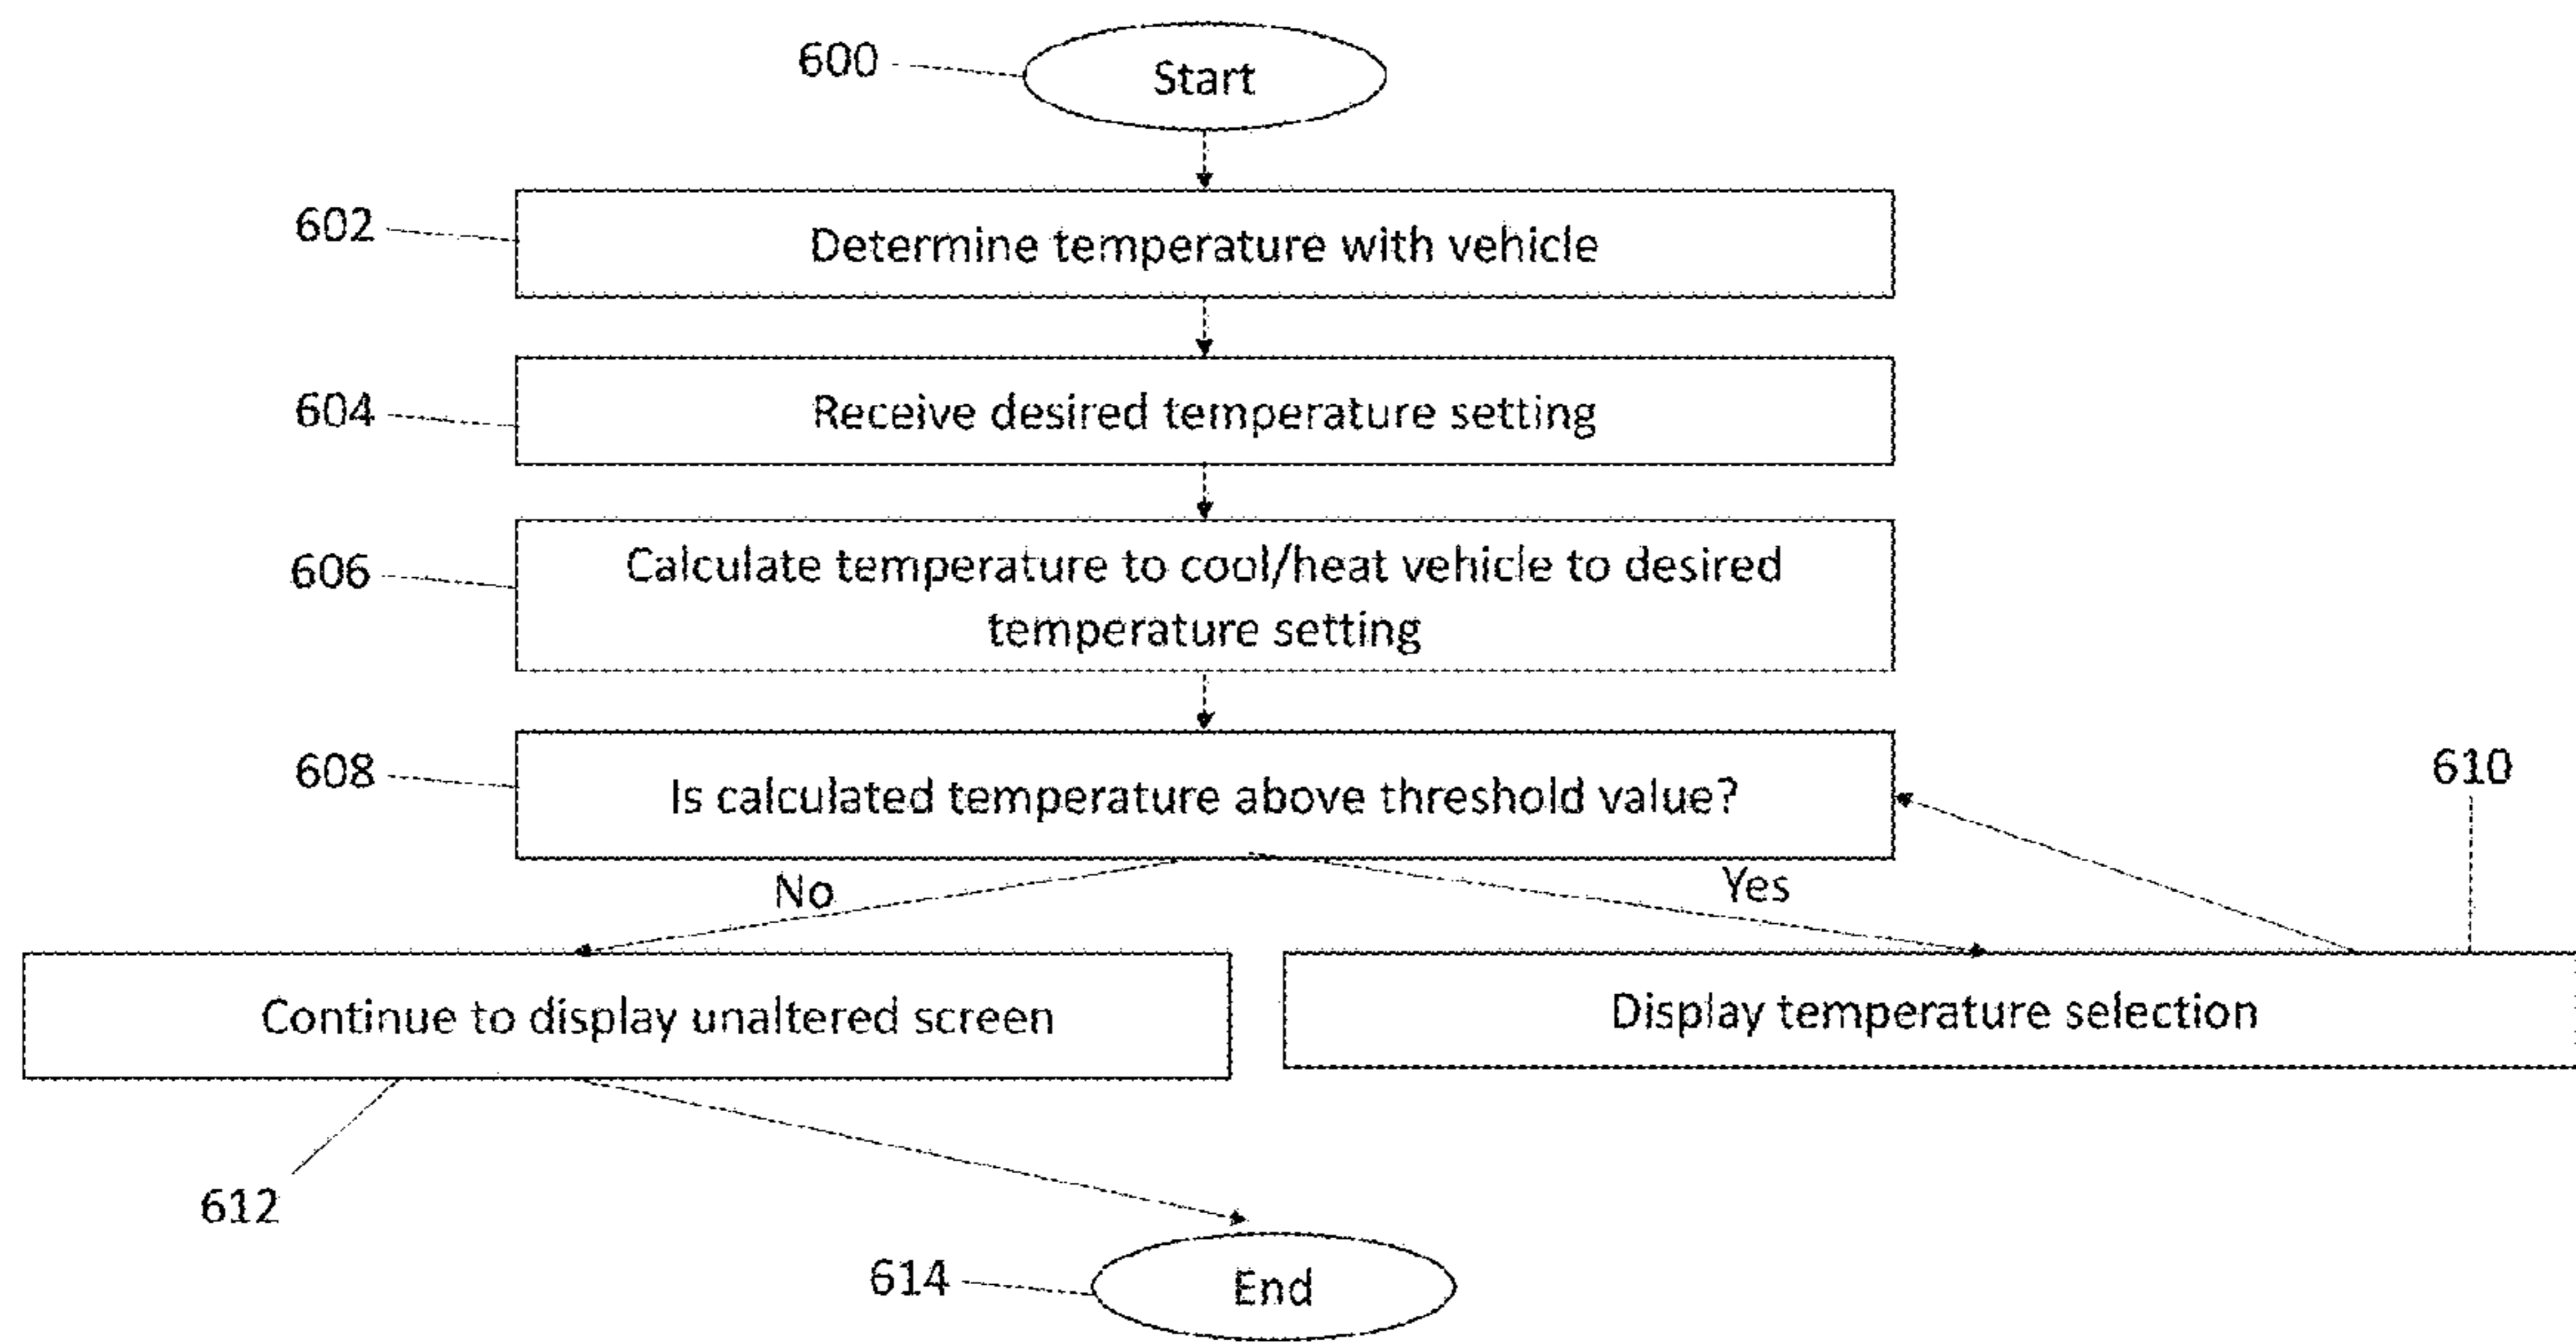 600
Start
602
Determine temperature with vehicle
604
Receive desired temperature setting
606
Calculate temperature to cool/heat vehicle to desired
temperature setting
608
Is calculated temperature above threshold value?
610
No
Yes
Continue to display unaltered screen
Display temperature selection
612
614
End